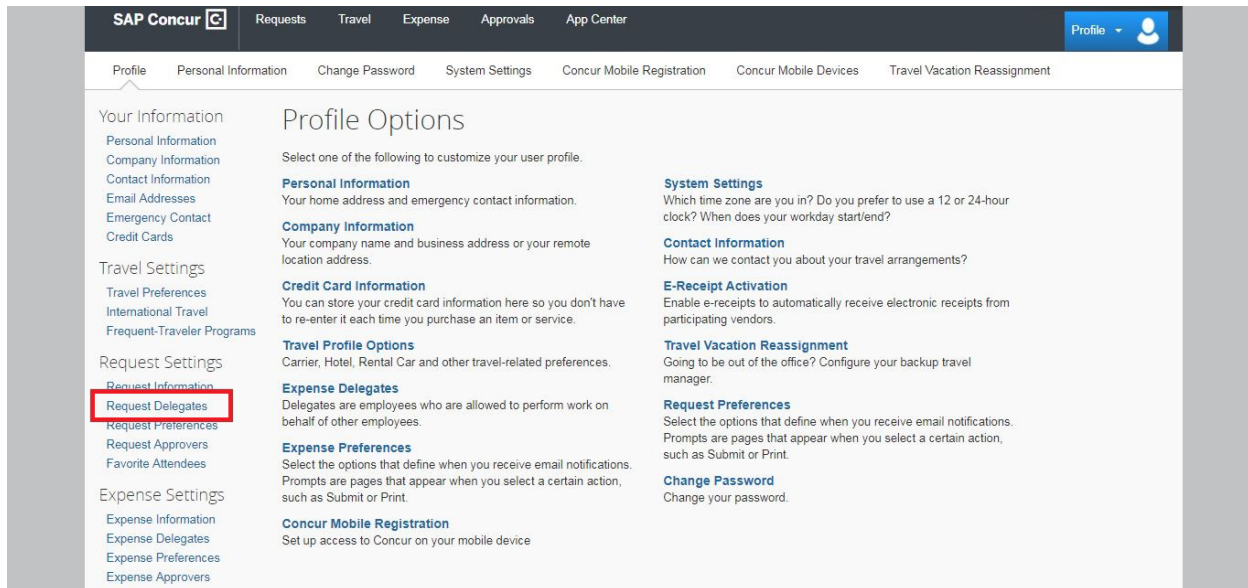 SAP Concur C Requests Travel Expense Approvals App Center
Profile
Profile Personal Information Change Password System Settings Concur Mobile Registration Concur Mobile Devices Travel Vacation Reassignment
Your Information
Personal Information
Company Information
Contact Information
Email Addresses
Emergency Contact
Credit Cards
Travel Settings
Travel Preferences
International Travel
Frequent-Traveler Programs
Request Settings
Request Information
Request Delegates
Request Preferences
Request Approvers
Favorite Attendees
Expense Settings
Expense Information
Expense Delegates
Expense Preferences
Expense Approvers
Profile Options
Select one of the following to customize your user profile.
Personal Information
Your home address and emergency contact information.
Company Information
Your company name and business address or your remote
location address.
Credit Card Information
You can store your credit card information here so you don't have
to re-enter it each time you purchase an item or service.
Travel Profile Options
Carrier, Hotel, Rental Car and other travel-related preferences.
Expense Delegates
Delegates are employees who are allowed to perform work on
behalf of other employees.
Expense Preferences
Select the options that define when you receive email notifications.
Prompts are pages that appear when you select a certain action,
such as Submit or Print.
Concur Mobile Registration
Set up access to Concur on your mobile device
System Settings
Which time zone are you in? Do you prefer to use a 12 or 24-hour
clock? When does your workday start/end?
Contact Information
How can we contact you about your travel arrangements?
E-Receipt Activation
Enable e-receipts to automatically receive electronic receipts from
participating vendors.
Travel Vacation Reassignment
Going to be out of the office? Configure your backup travel
manager.
Request Preferences
Select the options that define when you receive email notifications.
Prompts are pages that appear when you select a certain action,
such as Submit or Print.
Change Password
Change your password.